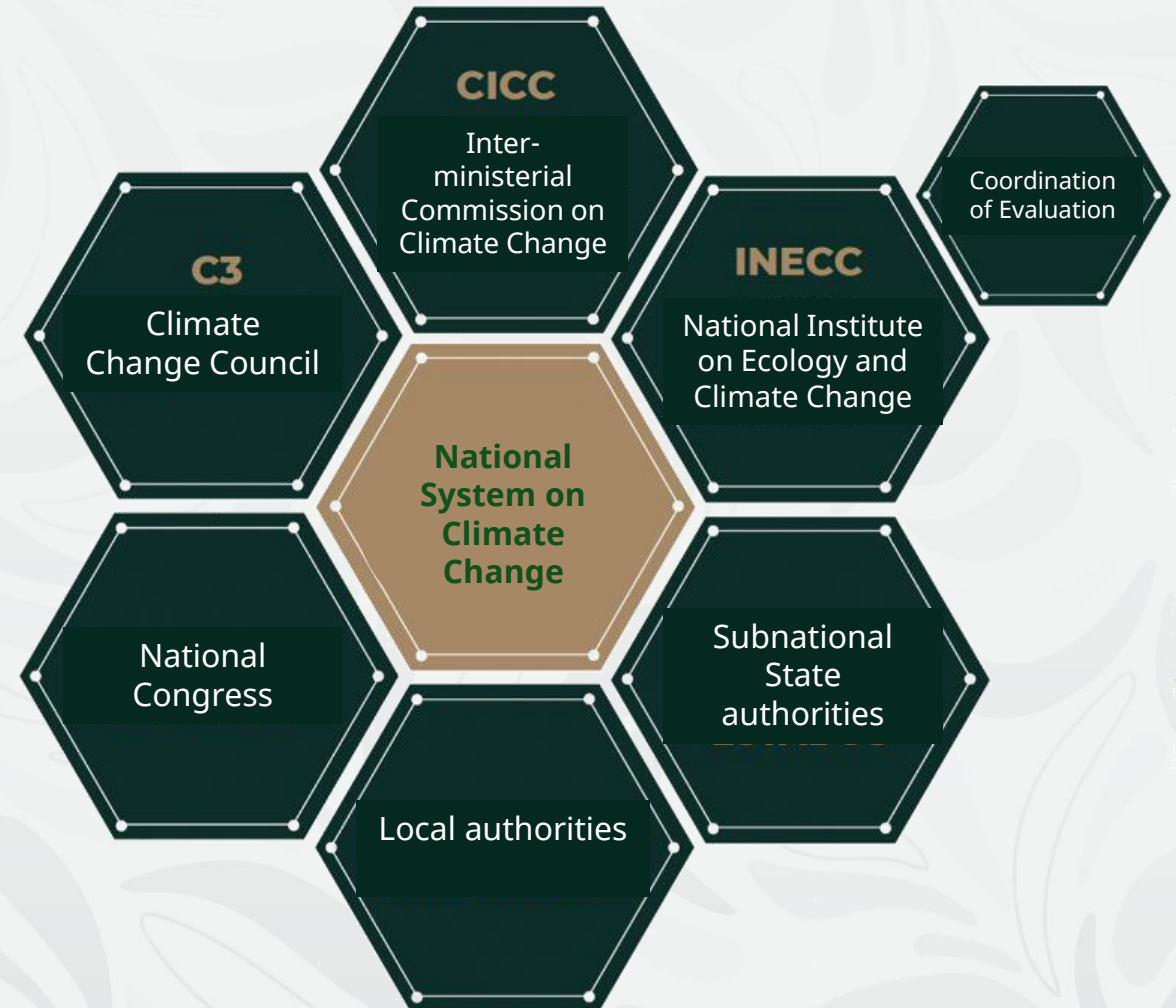 CICC
Inter-
ministerial
Commission on
Climate Change
Coordination
of Evaluation
C3
Climate
Change Council
INECC
National Institute
on Ecology and
Climate Change
National
System on
Climate
Change
National
Congress
Subnational
State
authorities
Local authorities